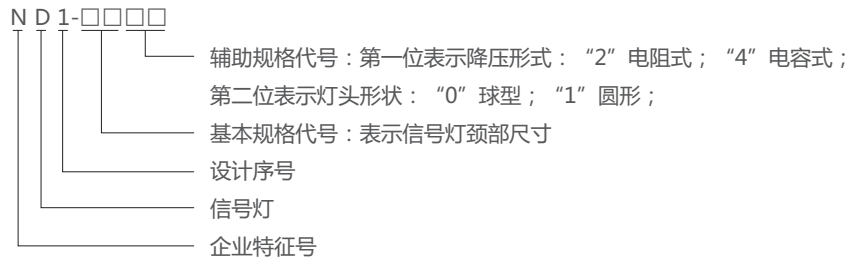 N D 1-□□□□
辅助规格代号：第一位表示降压形式：“2”电阻式；“4”电容式；
第二位表示灯头形状：“0”球型；“1”圆形；
基本规格代号：表示信号灯颈部尺寸
设计序号
信号灯
企业特征号